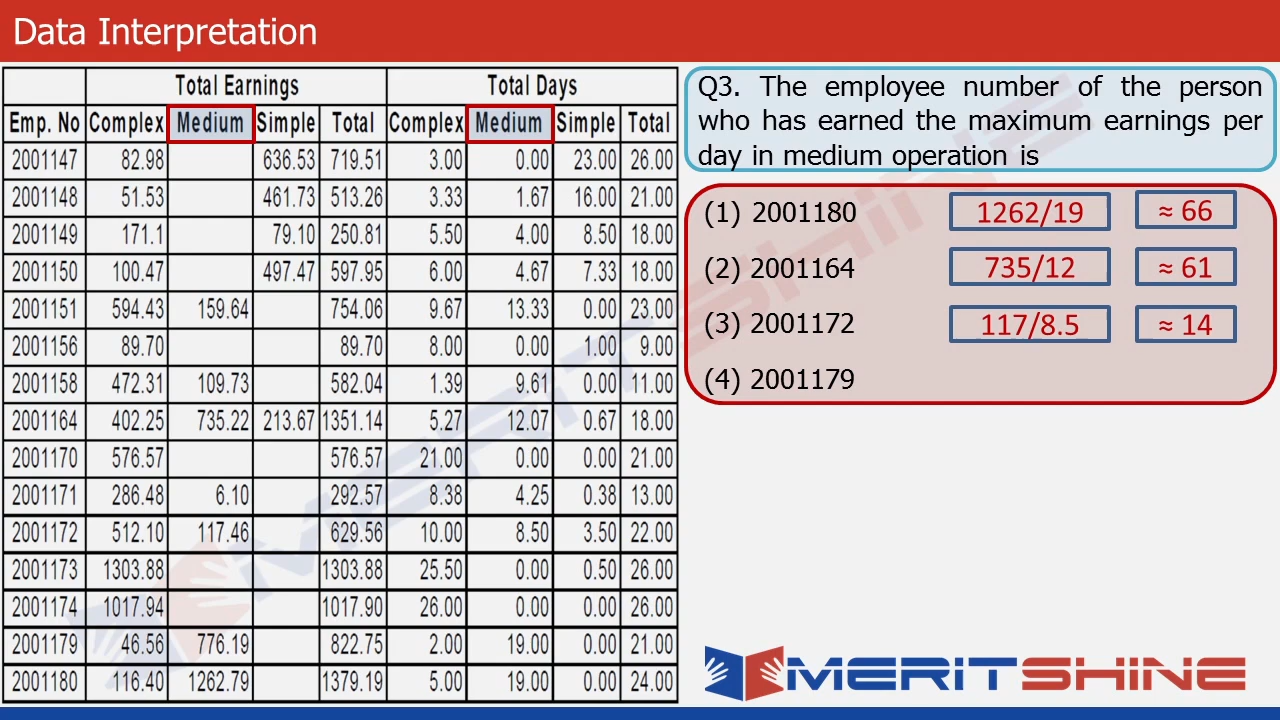 Data Interpretation
Total Earnings Total Days
Emp. No Complex Medium Simple Total Complex Medium Simple Total
2001147 82.98 636.53 719.51 3.00 0.00 23.00 26.00
2001148 51.53 461.73 513.26 3.33 1.67 16.00 21.00
2001149 171.1 79.10 250.81 5.50 4.00 8.50 18.00
2001150 100.47 497.47 597.95 6.00 4.67 7.33 18.00
2001151 594.43 159.64 754.06 9.67 13.33 0.00 23.00
2001156 89.70 89.70 8.00 0.00 1.00 9.00
2001158 472.31 109.73 582.04 1.39 9.61 0.00 11.00
2001164 402.25 735.22 213.67 1351.14 5.27 12.07 0.67 18.00
2001170 576.57 576.57 21.00 0.00 0.00 21.00
2001171 286.48 6.10 292.57 8.38 4.25 0.38 13.00
2001172 512.10 117.46 629.56 10.00 8.50 3.50 22.00
2001173 1303.88 1303.88 25.50 0.00 0.50 26.00
2001174 1017.94 1017.90 26.00 0.00 0.00 26.00
2001179 46.56 776.19 822.75 2.00 19.00 0.00 21.00
2001180 116.40 1262.79 1379.19 5.00 19.00 0.00 24.00
Q3. The employee number of the person
who has earned the maximum earnings per
day in medium operation is
(1) 2001180 1262/19 ≈ 66
(2) 2001164 735/12 ≈ 61
(3) 2001172 117/8.5 ≈ 14
(4) 2001179
MERITSHINE
MERITSHINE